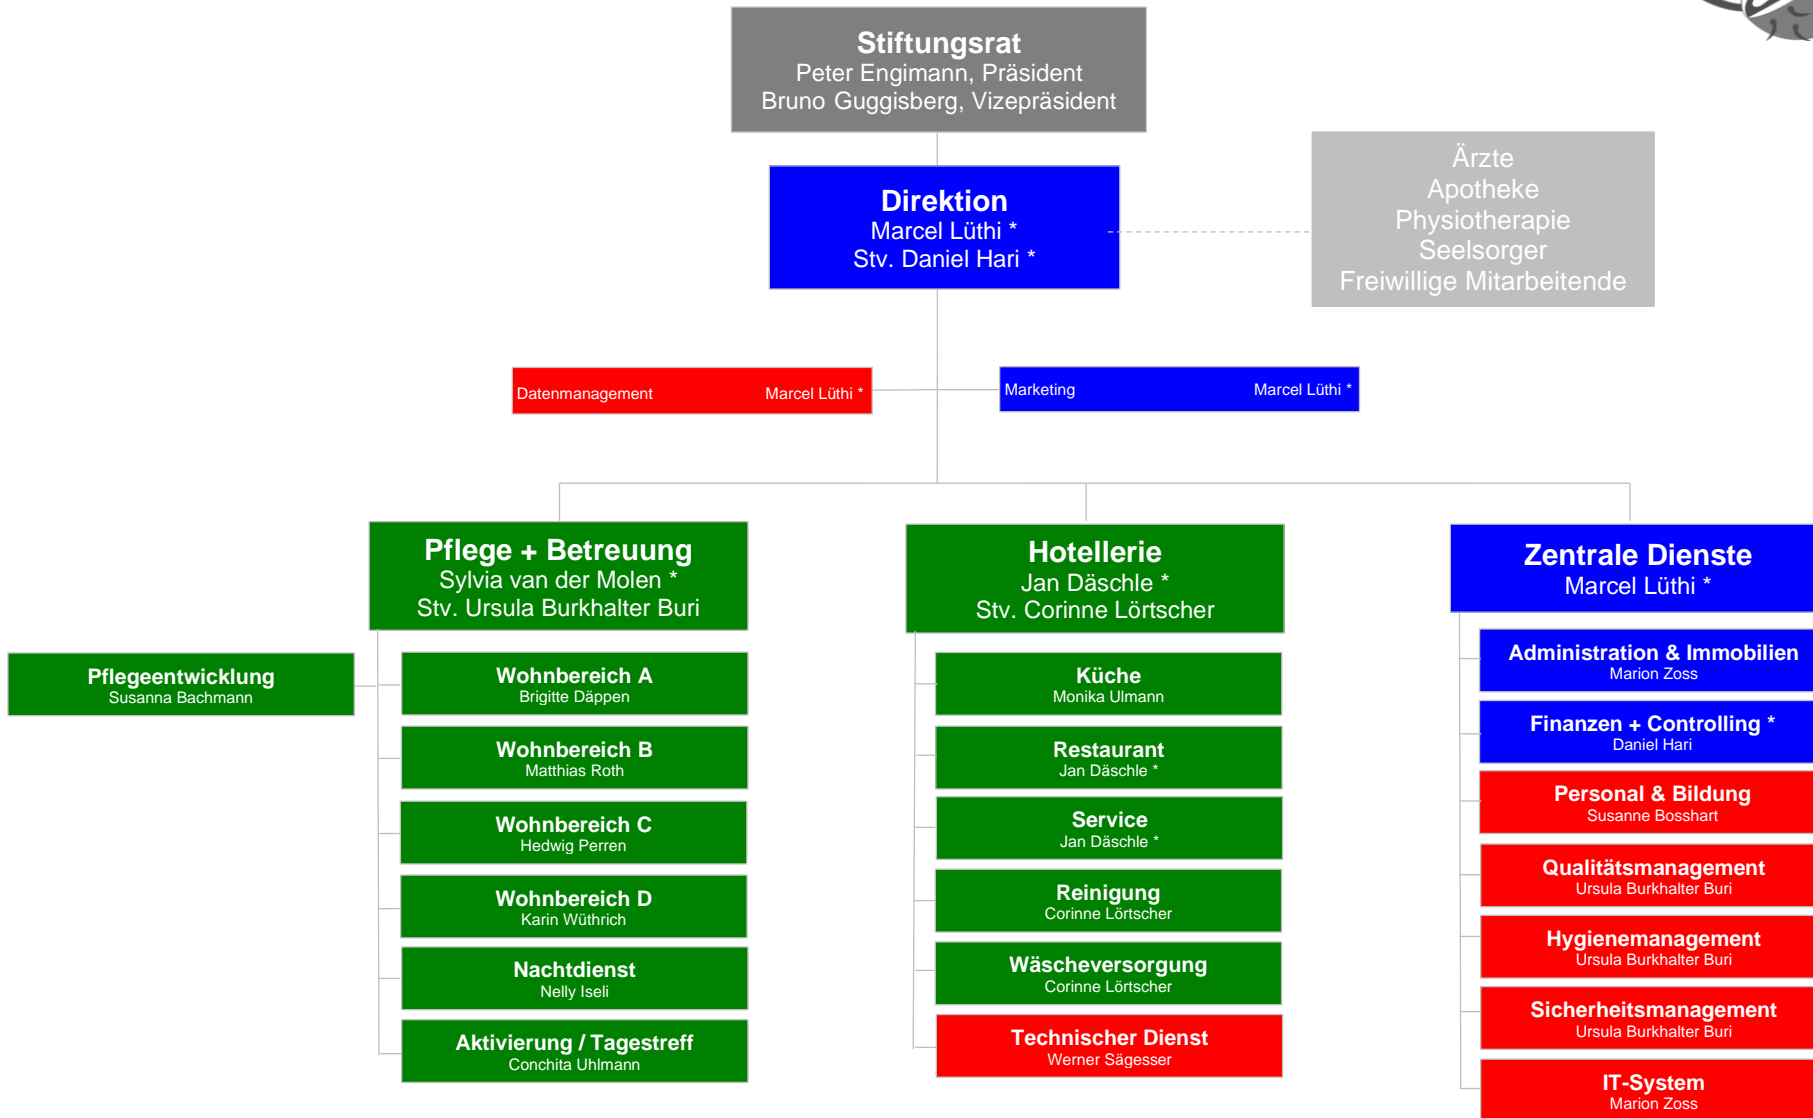 Stiftungsrat
Peter Engimann, Präsident
Bruno Guggisberg, Vizepräsident
Direktion
Marcel Lüthi *
Stv. Daniel Hari *
Ärzte
Apotheke
Physiotherapie
Seelsorger
Freiwillige Mitarbeitende
Datenmanagement Marcel Lüthi *
Marketing Marcel Lüthi *
Pflege + Betreuung
Sylvia van der Molen *
Stv. Ursula Burkhalter Buri
Pflegeentwicklung
Susanna Bachmann
Wohnbereich A
Brigitte Däppen
Wohnbereich B
Matthias Roth
Wohnbereich C
Hedwig Perren
Wohnbereich D
Karin Wüthrich
Nachtdienst
Nelly Iseli
Aktivierung / Tagestreff
Conchita Uhlmann
Hotellerie
Jan Däschle *
Stv. Corinne Lörtscher
Küche
Monika Ulmann
Restaurant
Jan Däschle *
Service
Jan Däschle *
Reinigung
Corinne Lörtscher
Wäscheversorgung
Corinne Lörtscher
Technischer Dienst
Werner Sägesser
Zentrale Dienste
Marcel Lüthi *
Administration & Immobilien
Marion Zoss
Finanzen + Controlling *
Daniel Hari
Personal & Bildung
Susanne Bosshart
Qualitätsmanagement
Ursula Burkhalter Buri
Hygienemanagement
Ursula Burkhalter Buri
Sicherheitsmanagement
Ursula Burkhalter Buri
IT-System
Marion Zoss